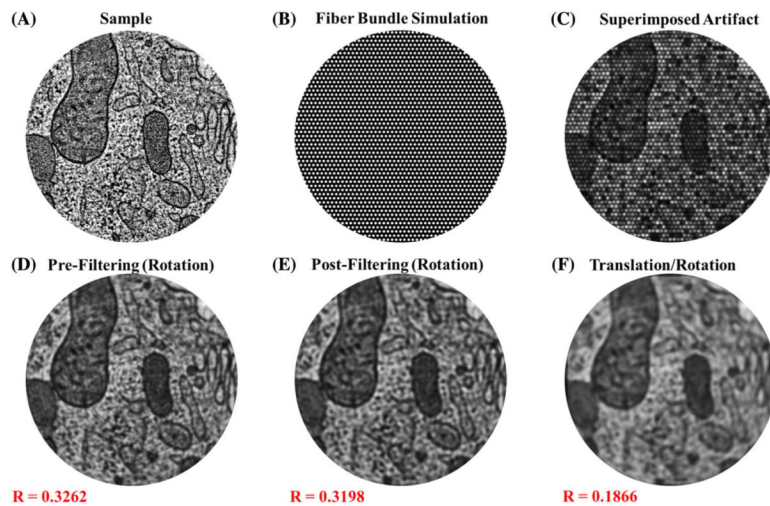 (A) Sample
(B) Fiber Bundle Simulation
(C) Superimposed Artifact
(D) Pre-Filtering (Rotation)
(E) Post-Filtering (Rotation)
(F) Translation/Rotation
R = 0.3262
R = 0.3198
R = 0.1866